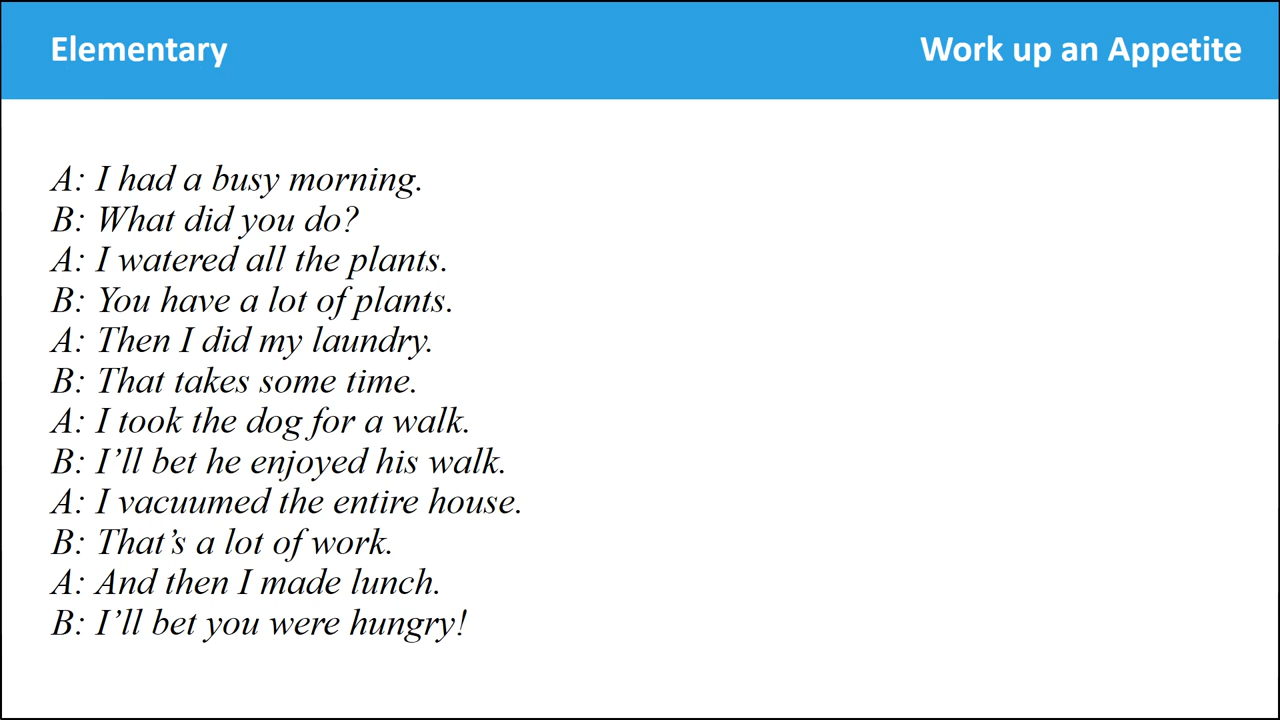 Elementary
Work up an Appetite
A: I had a busy morning.
B: What did you do?
A: I watered all the plants.
B: You have a lot of plants.
A: Then I did my laundry.
B: That takes some time.
A: I took the dog for a walk.
B: I’ll bet he enjoyed his walk.
A: I vacuumed the entire house.
B: That’s a lot of work.
A: And then I made lunch.
B: I’ll bet you were hungry!